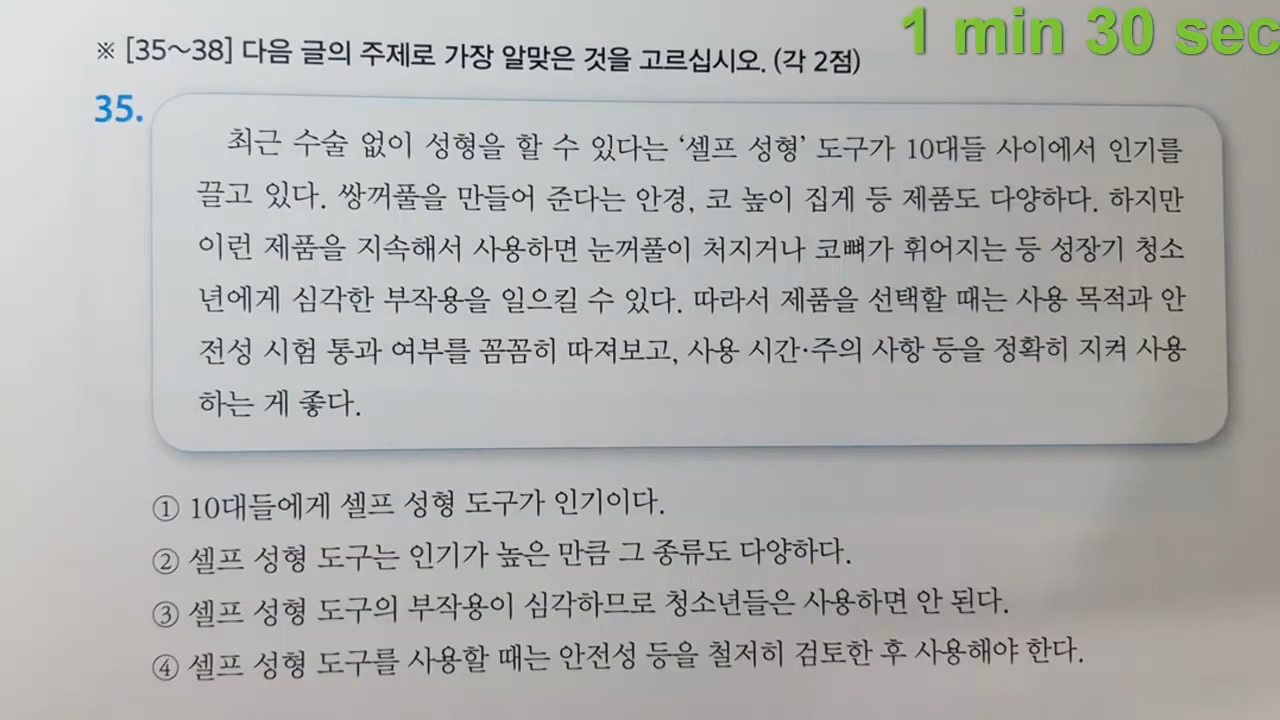 1 min 30 sec
※ [35~38] 다음 글의 주제로 가장 알맞은 것을 고르십시오. (각 2점)
35.
최근 수술 없이 성형을 할 수 있다는 ‘셀프 성형’ 도구가 10대들 사이에서 인기를
끌고 있다. 쌍꺼풀을 만들어 준다는 안경, 코 높이 집게 등 제품도 다양하다. 하지만
이런 제품을 지속해서 사용하면 눈꺼풀이 처지거나 코뼈가 휘어지는 등 성장기 청소
년에게 심각한 부작용을 일으킬 수 있다. 따라서 제품을 선택할 때는 사용 목적과 안
전성 시험 통과 여부를 꼼꼼히 따져보고, 사용 시간·주의 사항 등을 정확히 지켜 사용
하는 게 좋다.
① 10대들에게 셀프 성형 도구가 인기이다.
② 셀프 성형 도구는 인기가 높은 만큼 그 종류도 다양하다.
③ 셀프 성형 도구의 부작용이 심각하므로 청소년들은 사용하면 안 된다.
④ 셀프 성형 도구를 사용할 때는 안전성 등을 철저히 검토한 후 사용해야 한다.